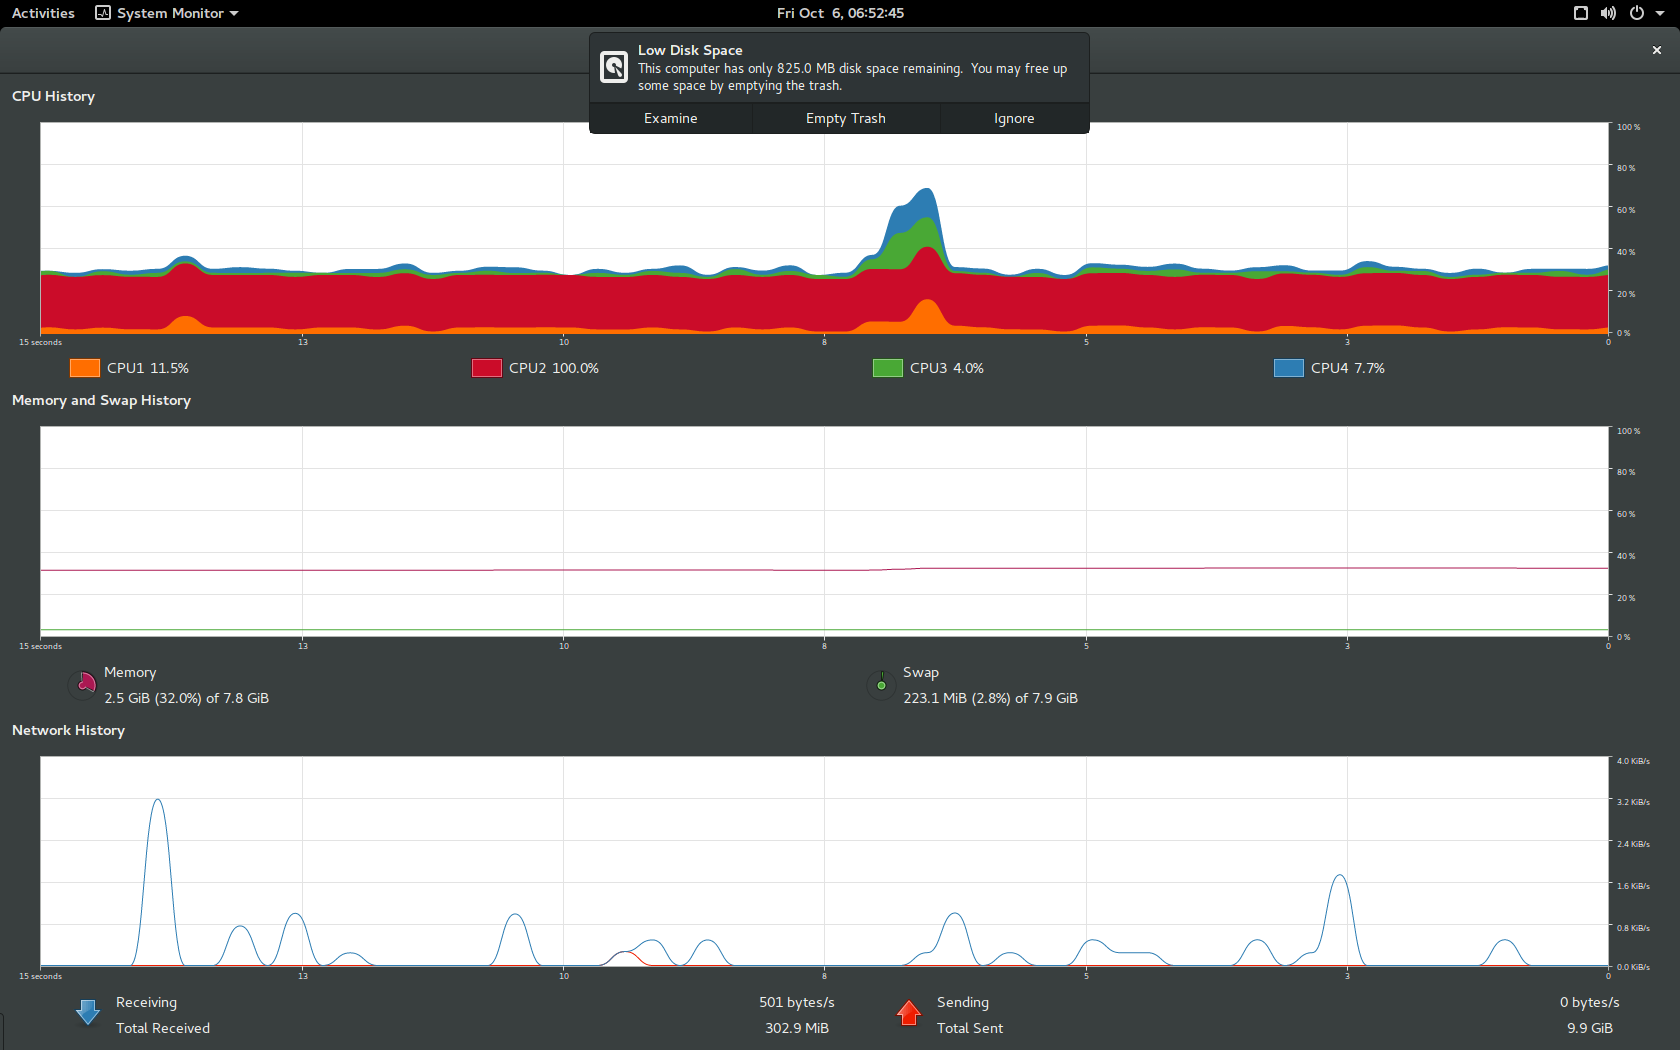 Activities System Monitor Fri Oct 6, 06:52:45
Low Disk Space
This computer has only 825.0 MB disk space remaining. You may free up
some space by emptying the trash.
Examine Empty Trash Ignore
CPU History
100 %
80 %
60 %
40 %
20 %
0 %
15 seconds 13 10 8 5 3 0
CPU1 11.5% CPU2 100.0% CPU3 4.0% CPU4 7.7%
Memory and Swap History
100 %
80 %
60 %
40 %
20 %
0 %
15 seconds 13 10 8 5 3 0
Memory Swap
2.5 GiB (32.0%) of 7.8 GiB 223.1 MiB (2.8%) of 7.9 GiB
Network History
4.0 KiB/s
3.2 KiB/s
2.4 KiB/s
1.6 KiB/s
0.8 KiB/s
0.0 KiB/s
15 seconds 13 10 8 5 3 0
Receiving 501 bytes/s Sending 0 bytes/s
Total Received 302.9 MiB Total Sent 9.9 GiB